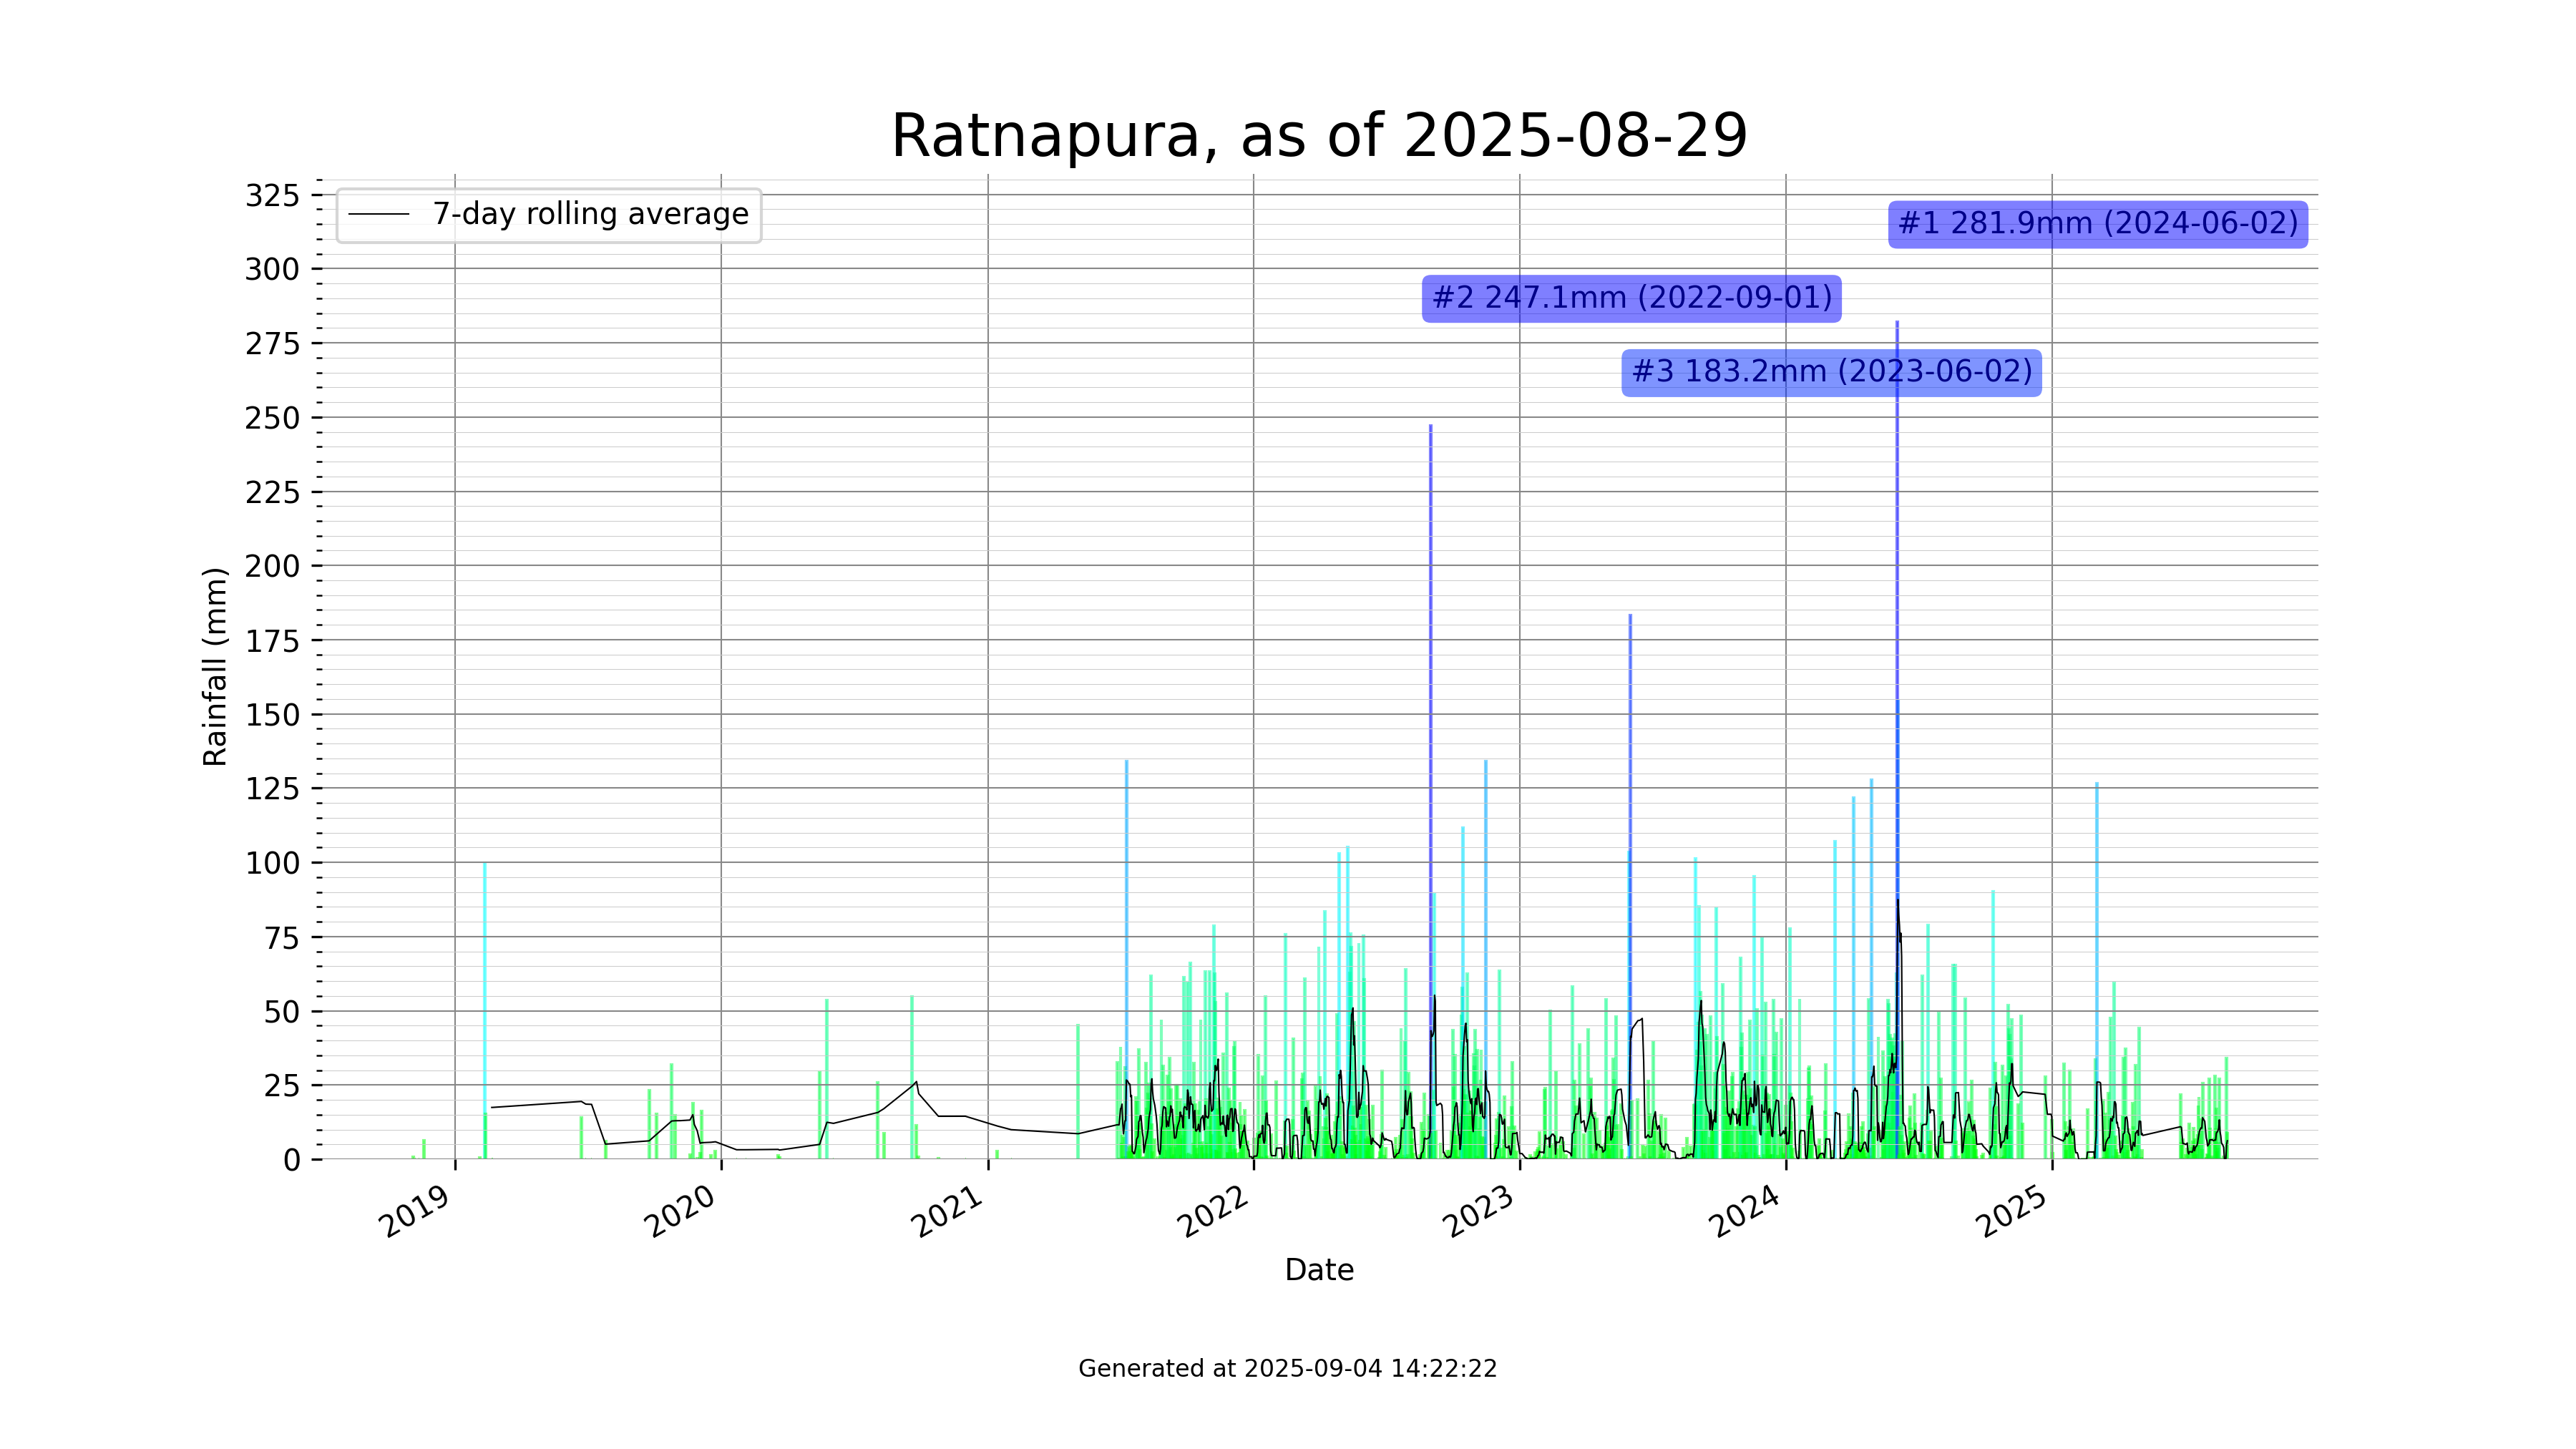 Ratnapura, as of 2025-08-29
7-day rolling average
#1 281.9mm (2024-06-02)
#2 247.1mm (2022-09-01)
#3 183.2mm (2023-06-02)
Rainfall (mm)
325
300
275
250
225
200
175
150
125
100
75
50
25
0
2019 2020 2021 2022 2023 2024 2025
Date
Generated at 2025-09-04 14:22:22